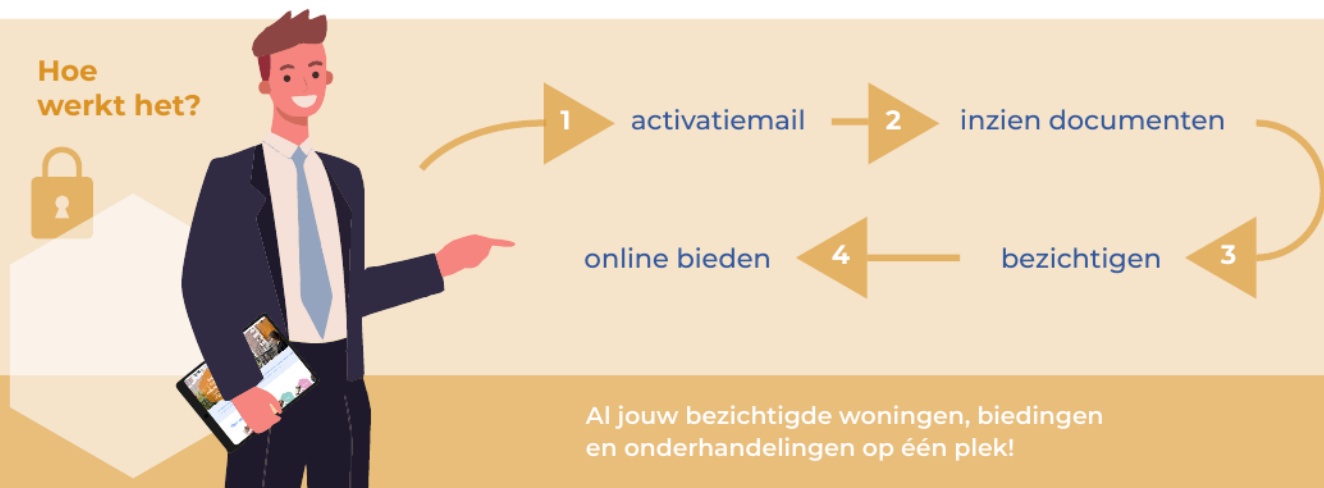 Hoe
werkt het?
1 activatiemail
2 inzien documenten
3 bezichtigen
4 online bieden
Al jouw bezichtigde woningen, biedingen
en onderhandelingen op één plek!